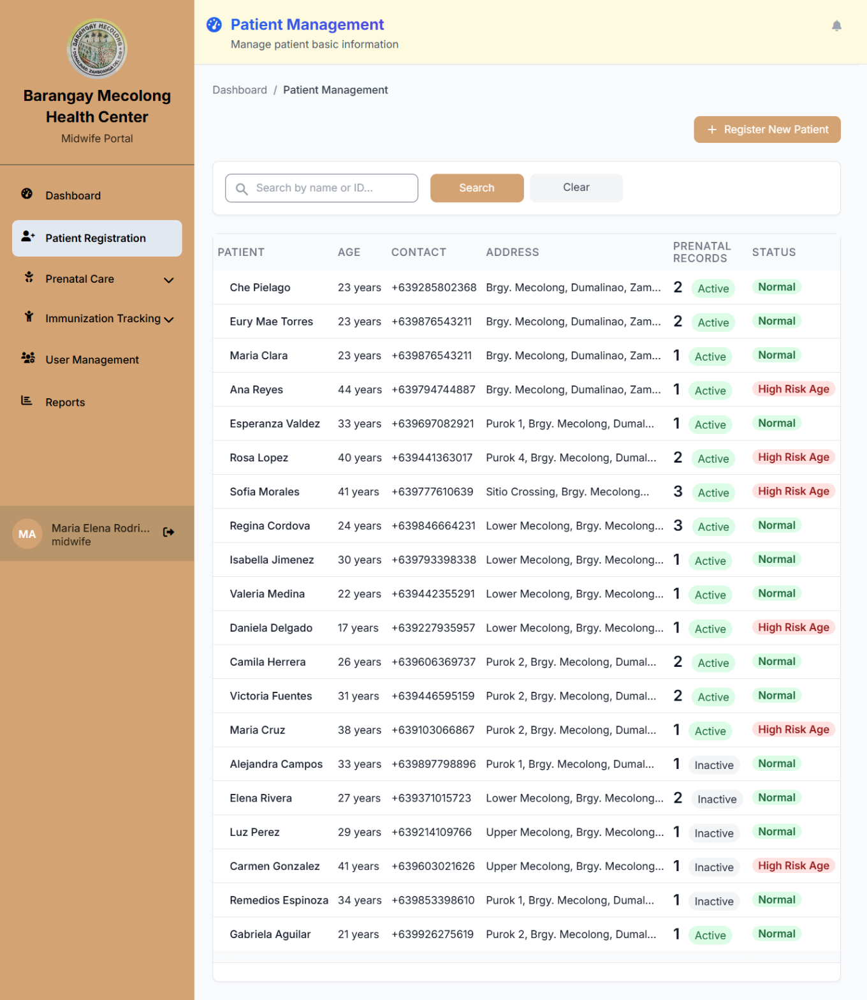 BARANGAY MECOLONG
DUMALINAO, ZAMBOANGA DEL SUR
Barangay Mecolong
Health Center
Midwife Portal
Dashboard
Patient Registration
Prenatal Care
Immunization Tracking
User Management
Reports
MA
Maria Elena Rodri...
midwife
Patient Management
Manage patient basic information
Dashboard / Patient Management
+ Register New Patient
Search by name or ID...
Search
Clear
PATIENT AGE CONTACT ADDRESS PRENATAL RECORDS STATUS
Che Pielago 23 years +639285802368 Brgy. Mecolong, Dumalinao, Zam... 2 Active Normal
Eury Mae Torres 23 years +639876543211 Brgy. Mecolong, Dumalinao, Zam... 2 Active Normal
Maria Clara 23 years +639876543211 Brgy. Mecolong, Dumalinao, Zam... 1 Active Normal
Ana Reyes 44 years +639794744887 Brgy. Mecolong, Dumalinao, Zam... 1 Active High Risk Age
Esperanza Valdez 33 years +639697082921 Purok 1, Brgy. Mecolong, Dumal... 1 Active Normal
Rosa Lopez 40 years +639441363017 Purok 4, Brgy. Mecolong, Dumal... 2 Active High Risk Age
Sofia Morales 41 years +639777610639 Sitio Crossing, Brgy. Mecolong... 3 Active High Risk Age
Regina Cordova 24 years +639846664231 Lower Mecolong, Brgy. Mecolong... 3 Active Normal
Isabella Jimenez 30 years +639793398338 Lower Mecolong, Brgy. Mecolong... 1 Active Normal
Valeria Medina 22 years +639442355291 Lower Mecolong, Brgy. Mecolong... 1 Active Normal
Daniela Delgado 17 years +639227935957 Lower Mecolong, Brgy. Mecolong... 1 Active High Risk Age
Camila Herrera 26 years +639606369737 Purok 2, Brgy. Mecolong, Dumal... 2 Active Normal
Victoria Fuentes 31 years +639446595159 Purok 2, Brgy. Mecolong, Dumal... 2 Active Normal
Maria Cruz 38 years +639103066867 Purok 2, Brgy. Mecolong, Dumal... 1 Active High Risk Age
Alejandra Campos 33 years +639897798896 Purok 1, Brgy. Mecolong, Dumal... 1 Inactive Normal
Elena Rivera 27 years +639371015723 Lower Mecolong, Brgy. Mecolong... 2 Inactive Normal
Luz Perez 29 years +639214109766 Upper Mecolong, Brgy. Mecolong... 1 Inactive Normal
Carmen Gonzalez 41 years +639603021626 Upper Mecolong, Brgy. Mecolong... 1 Inactive High Risk Age
Remedios Espinoza 34 years +639853398610 Purok 1, Brgy. Mecolong, Dumal... 1 Inactive Normal
Gabriela Aguilar 21 years +639926275619 Purok 2, Brgy. Mecolong, Dumal... 1 Active Normal